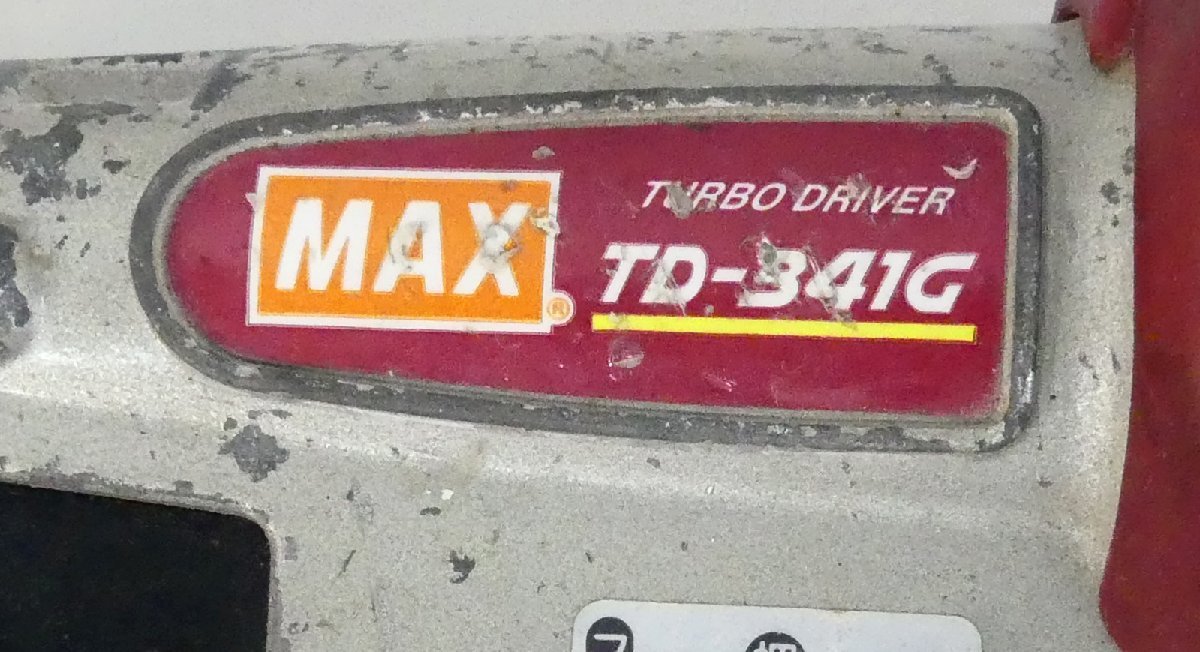 MAX®
TURBO DRIVER
TD-341G